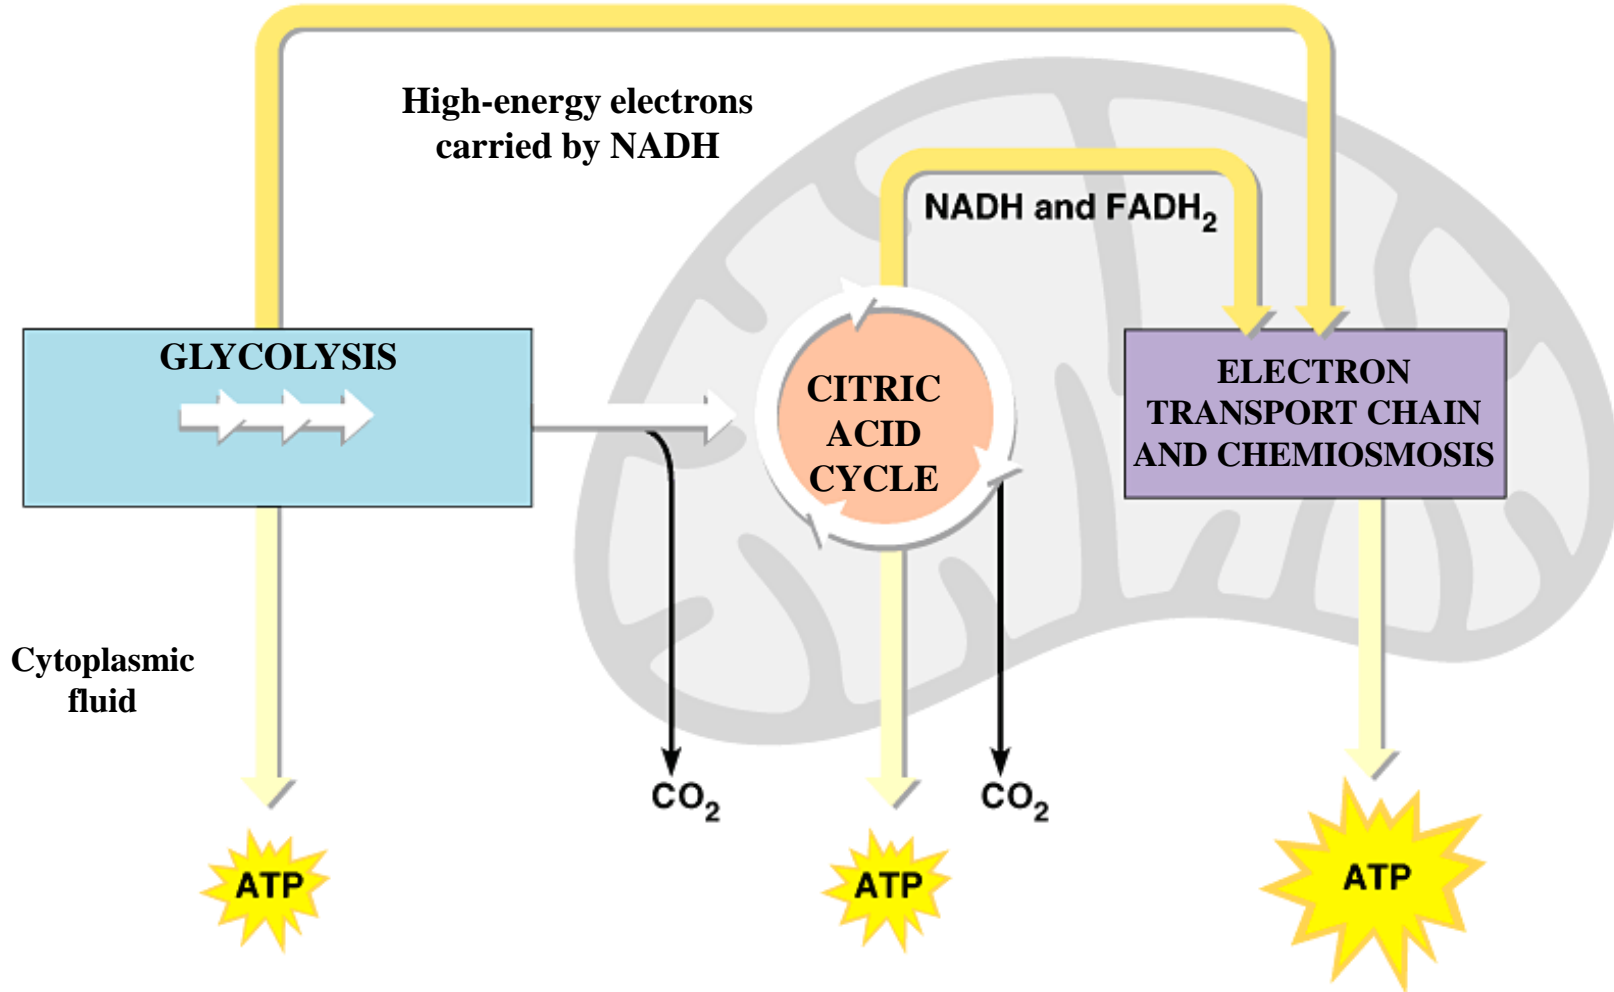 High-energy electrons
carried by NADH
NADH and FADH₂
GLYCOLYSIS
CITRIC
ACID
CYCLE
ELECTRON
TRANSPORT CHAIN
AND CHEMIOSMOSIS
Cytoplasmic
fluid
CO₂
CO₂
ATP
ATP
ATP